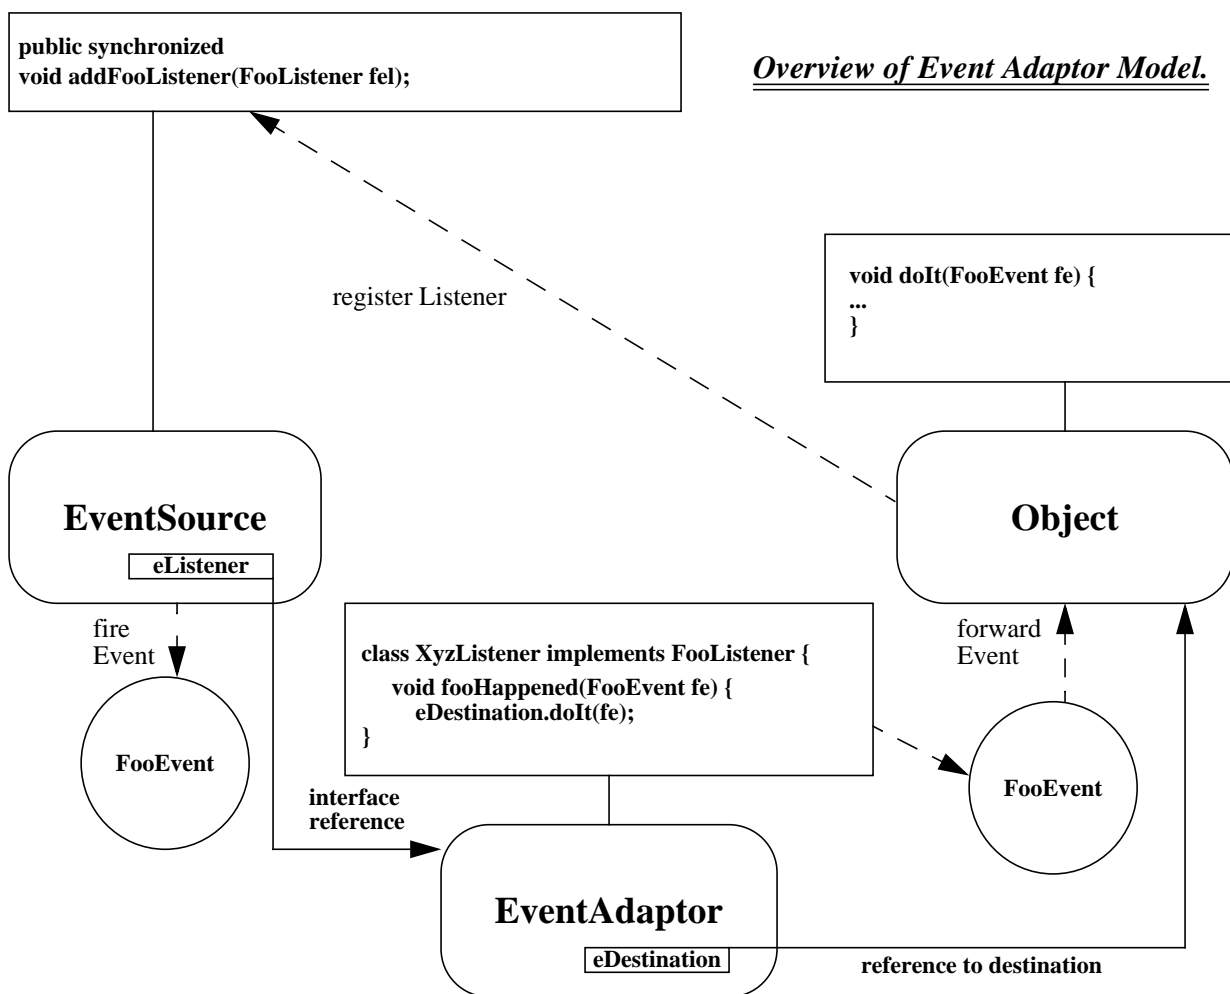 public synchronized
void addFooListener(FooListener fel);
Overview of Event Adaptor Model.
void doIt(FooEvent fe) {
...
}
register Listener
EventSource
eListener
Object
fire
Event
forward
Event
class XyzListener implements FooListener {
void fooHappened(FooEvent fe) {
eDestination.doIt(fe);
}
FooEvent
FooEvent
interface
reference
EventAdaptor
eDestination
reference to destination